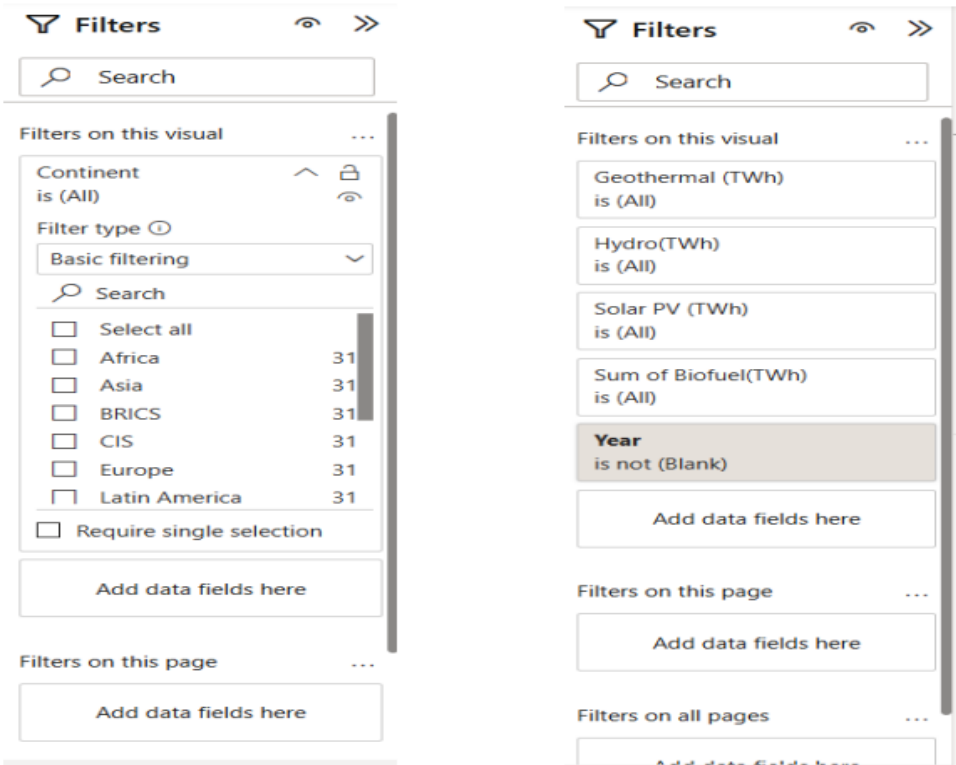 Filters
Search
Filters on this visual ...
Continent
is (All)
Filter type
Basic filtering
Search
Select all
Africa 31
Asia 31
BRICS 31
CIS 31
Europe 31
Latin America 31
Require single selection
Add data fields here
Filters on this page ...
Add data fields here
Filters
Search
Filters on this visual ...
Geothermal (TWh)
is (All)
Hydro(TWh)
is (All)
Solar PV (TWh)
is (All)
Sum of Biofuel(TWh)
is (All)
Year
is not (Blank)
Add data fields here
Filters on this page ...
Add data fields here
Filters on all pages ...
Add data fields here